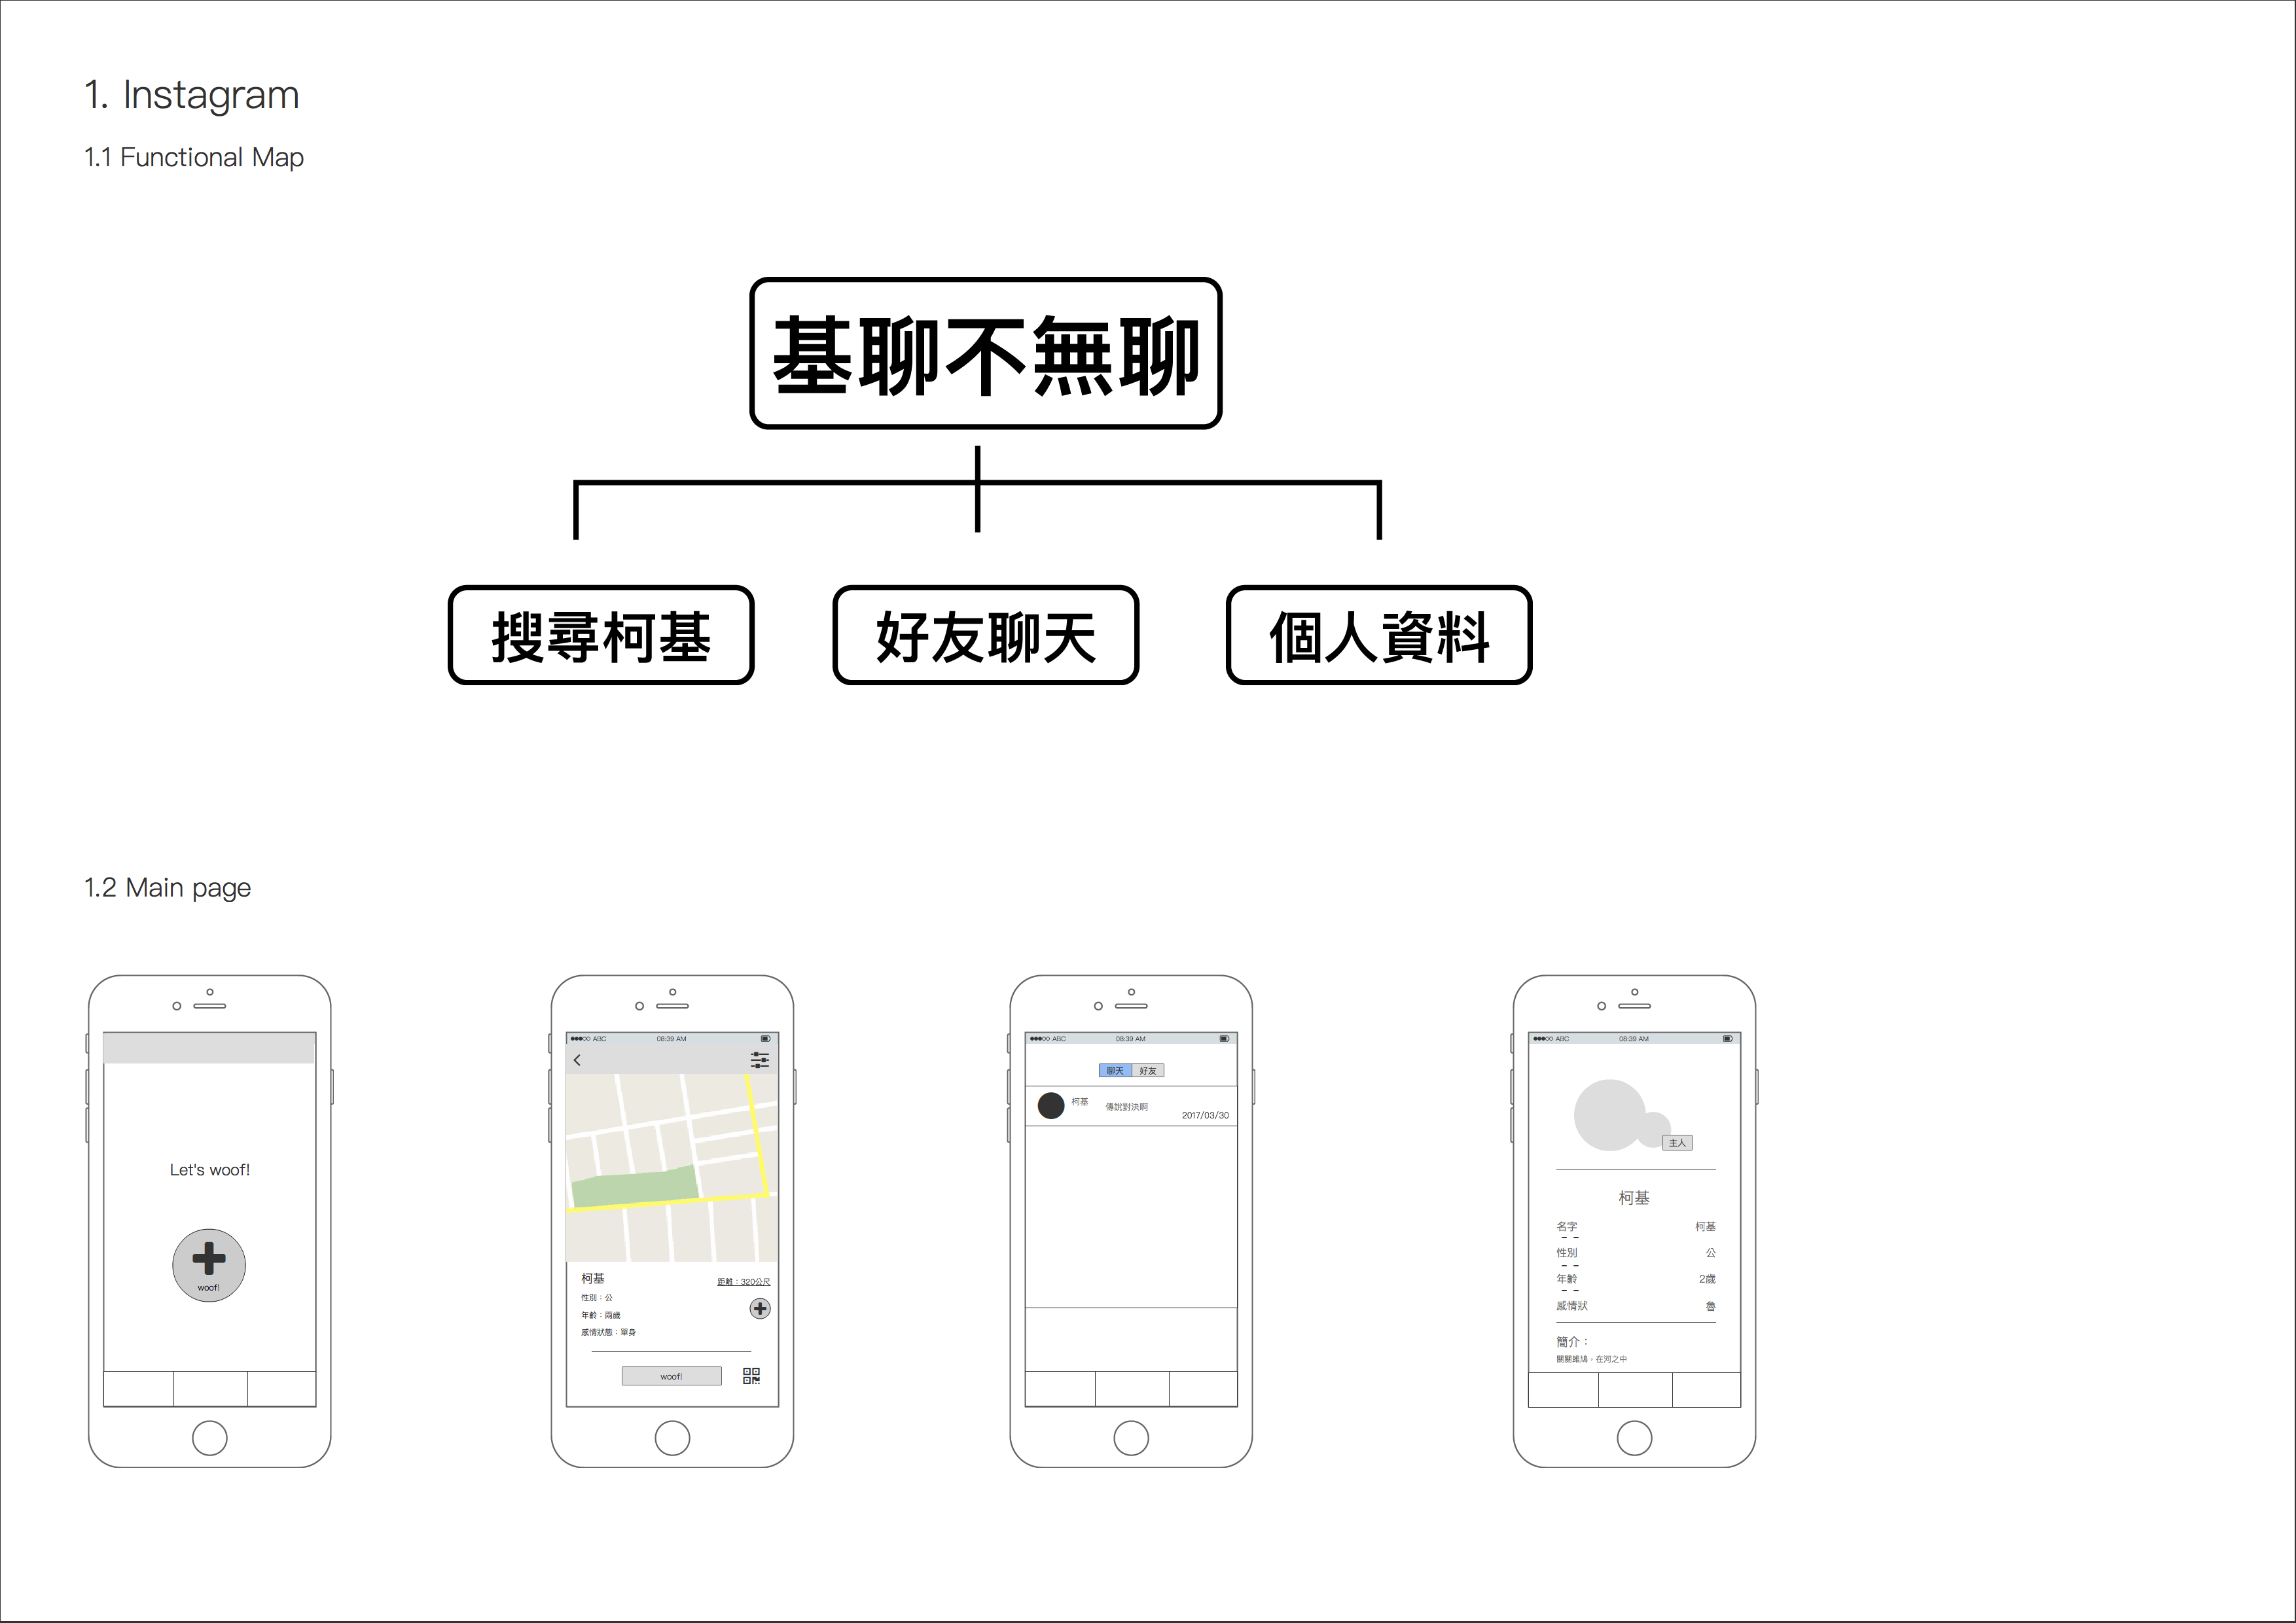 1. Instagram
1.1 Functional Map
基聊不無聊
搜尋柯基
好友聊天
個人資料
1.2 Main page
Let's woof!
woof!
ABC 08:39 AM
柯基
距離：320公尺
性別：公
年齡：兩歲
感情狀態：單身
woof!
ABC 08:39 AM
聊天 好友
柯基 傳說對決啊
2017/03/30
ABC 08:39 AM
主人
柯基
名字 柯基
性別 公
年齡 2歲
感情狀 魯
簡介：
關關雎鳩，在河之中